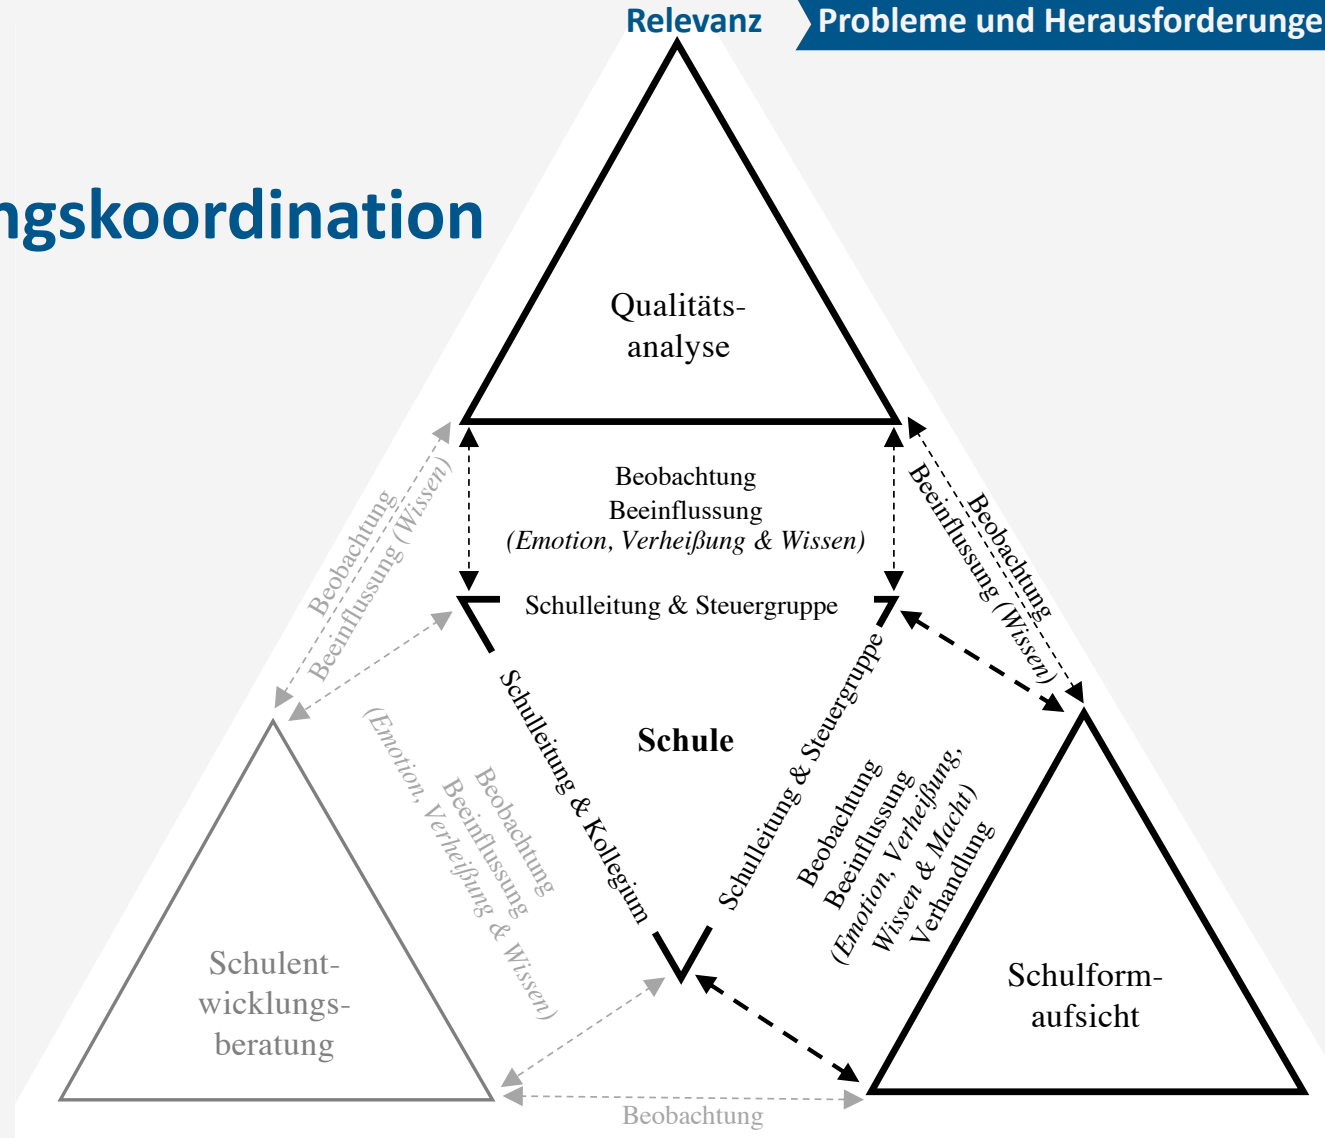 Relevanz
Probleme und Herausforderunge
ngskoordination
Qualitäts-
analyse
Beobachtung
Beeinflussung
(Emotion, Verheißung & Wissen)
Beobachtung
Beeinflussung (Wissen)
Beobachtung
Beeinflussung (Wissen)
Schulleitung & Steuergruppe
Schulleitung & Kollegium
Schule
Schulleitung & Steuergruppe
Beobachtung
Beeinflussung
(Emotion, Verheißung & Wissen)
Beobachtung
Beeinflussung
(Emotion, Verheißung,
Wissen & Macht)
Verhandlung
Schulent-
wicklungs-
beratung
Schulform-
aufsicht
Beobachtung